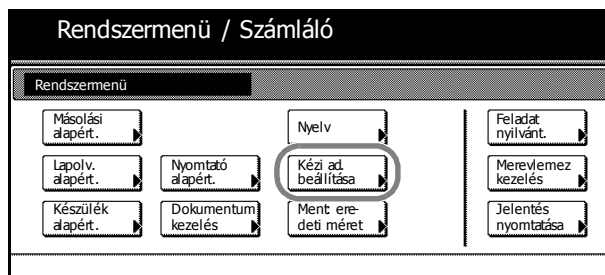 Rendszermenü / Számláló
Rendszermenü
Másolási
alapért.
Nyelv
Feladat
nyilvánt.
Lapolv.
alapért.
Nyomtató
alapért.
Kézi ad.
beállítása
Merevlemez
kezelés
Készülék
alapért.
Dokumentum
kezelés
Ment. ere-
deti méret
Jelentés
nyomtatása